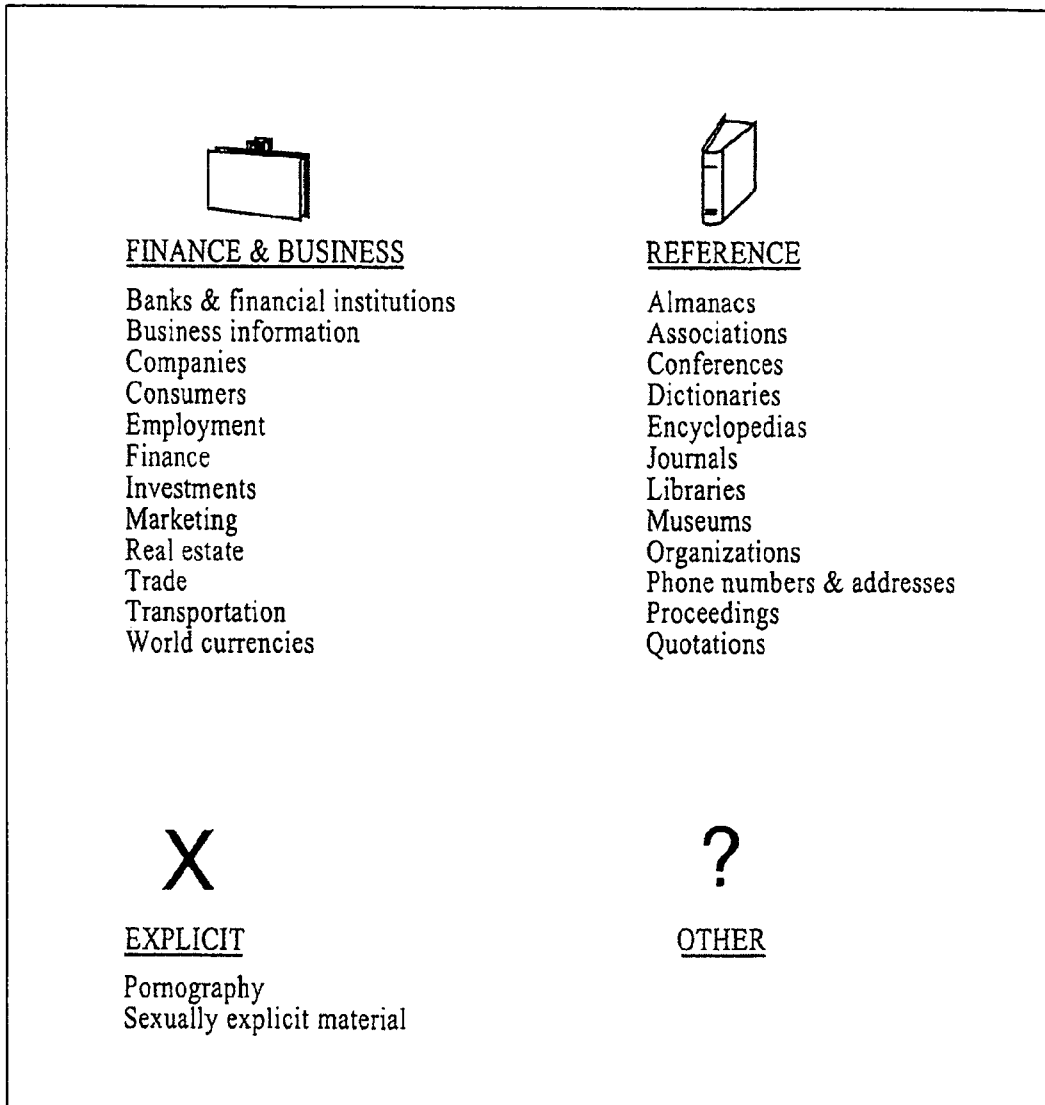 FINANCE & BUSINESS
Banks & financial institutions
Business information
Companies
Consumers
Employment
Finance
Investments
Marketing
Real estate
Trade
Transportation
World currencies
REFERENCE
Almanacs
Associations
Conferences
Dictionaries
Encyclopedias
Journals
Libraries
Museums
Organizations
Phone numbers & addresses
Proceedings
Quotations
X
EXPLICIT
Pornography
Sexually explicit material
?
OTHER